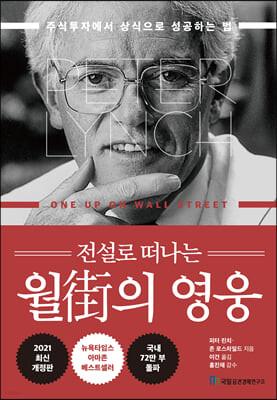 주식투자에서 상식으로 성공하는 법
PETER
LYNCH
ONE UP ON WALL STREET
전설로 떠나는
월街의 영웅
2021
최신
개정판
뉴욕타임스
아마존
베스트셀러
국내
72만 부
돌파
피터 린치·
존 로스차일드 지음
이건 옮김
홍진채 감수
국일증권경제연구소